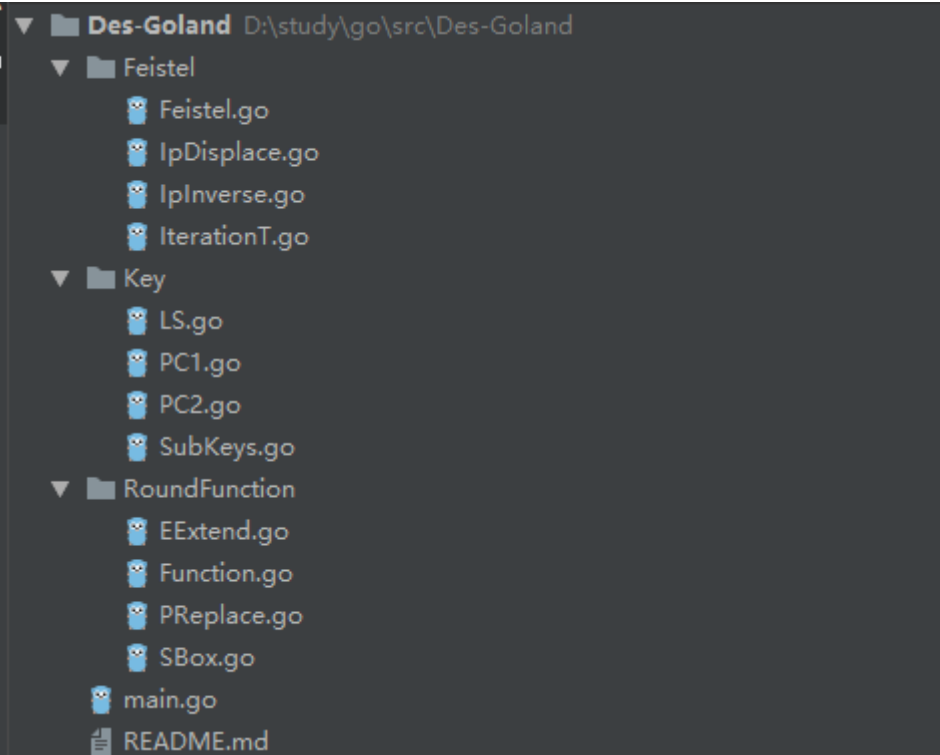 Des-Goland D:\study\go\src\Des-Goland
Feistel
Feistel.go
IpDisplace.go
IpInverse.go
IterationT.go
Key
LS.go
PC1.go
PC2.go
SubKeys.go
RoundFunction
EExtend.go
Function.go
PReplace.go
SBox.go
main.go
README.md